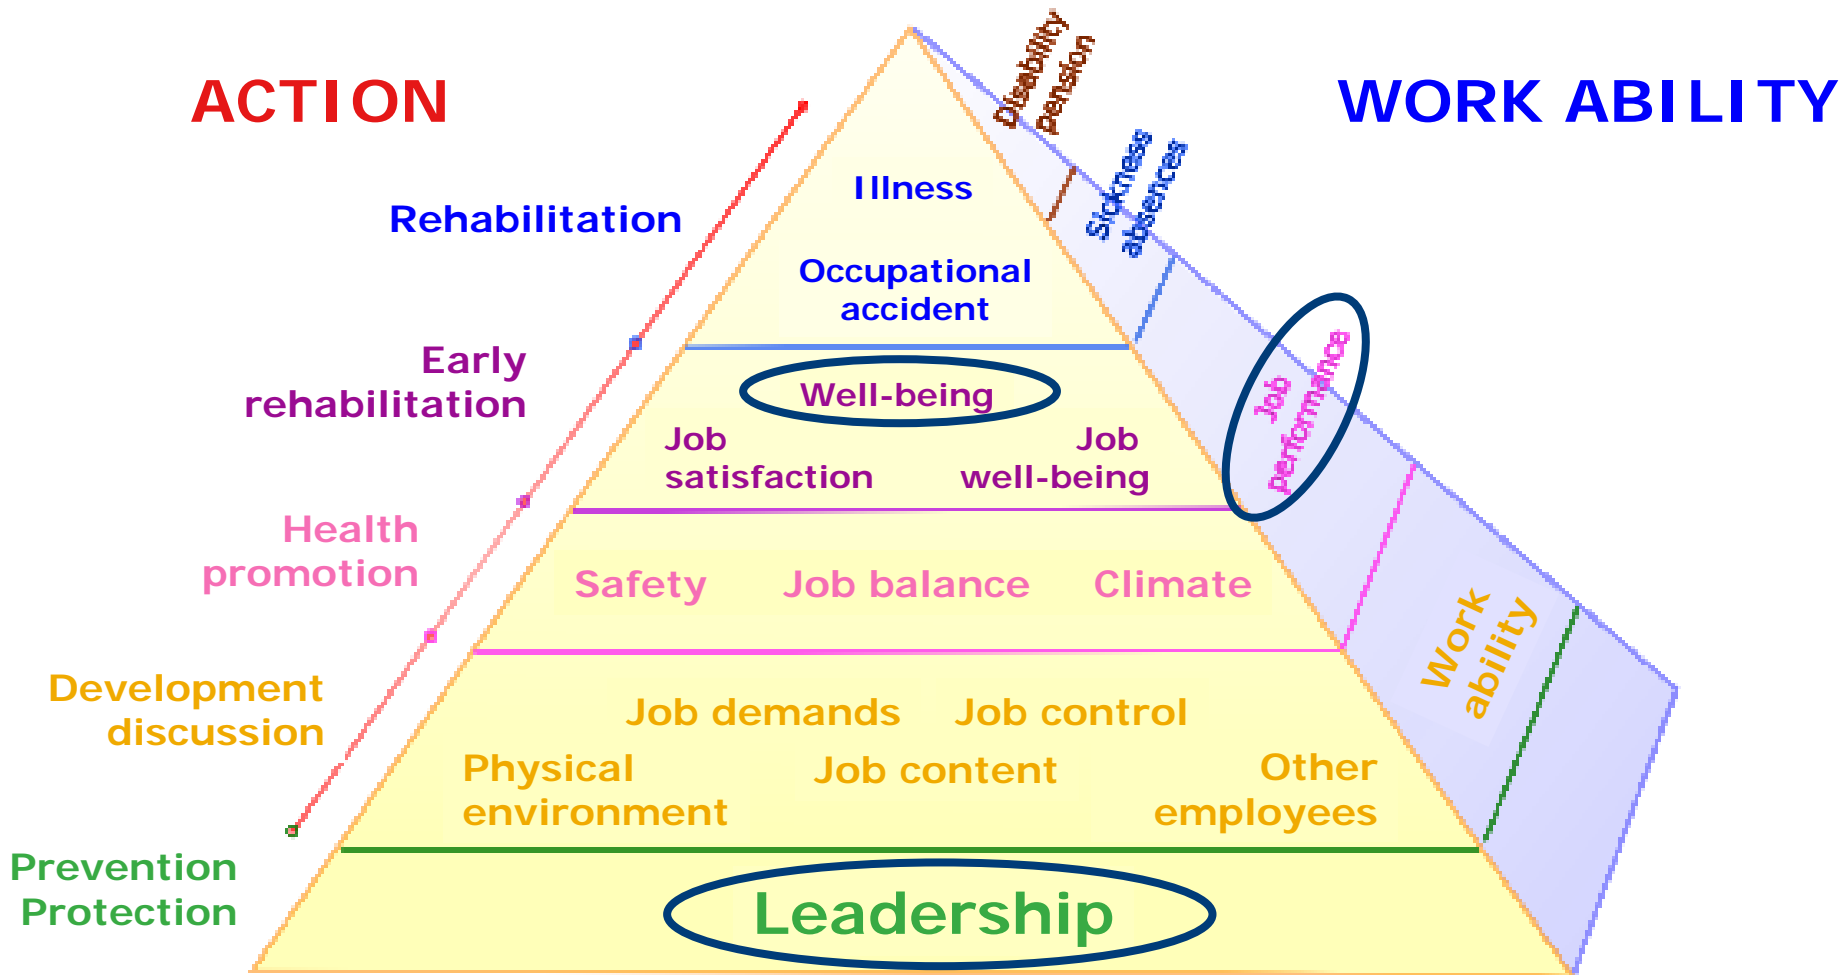 ACTION
WORK ABILITY
Disability
pension
Sickness
absences
Illness
Rehabilitation
Occupational
accident
Early
rehabilitation
Well-being
Job
performance
Job
satisfaction
Job
well-being
Health
promotion
Safety
Job balance
Climate
Work
ability
Development
discussion
Job demands
Job control
Physical
environment
Job content
Other
employees
Prevention
Protection
Leadership